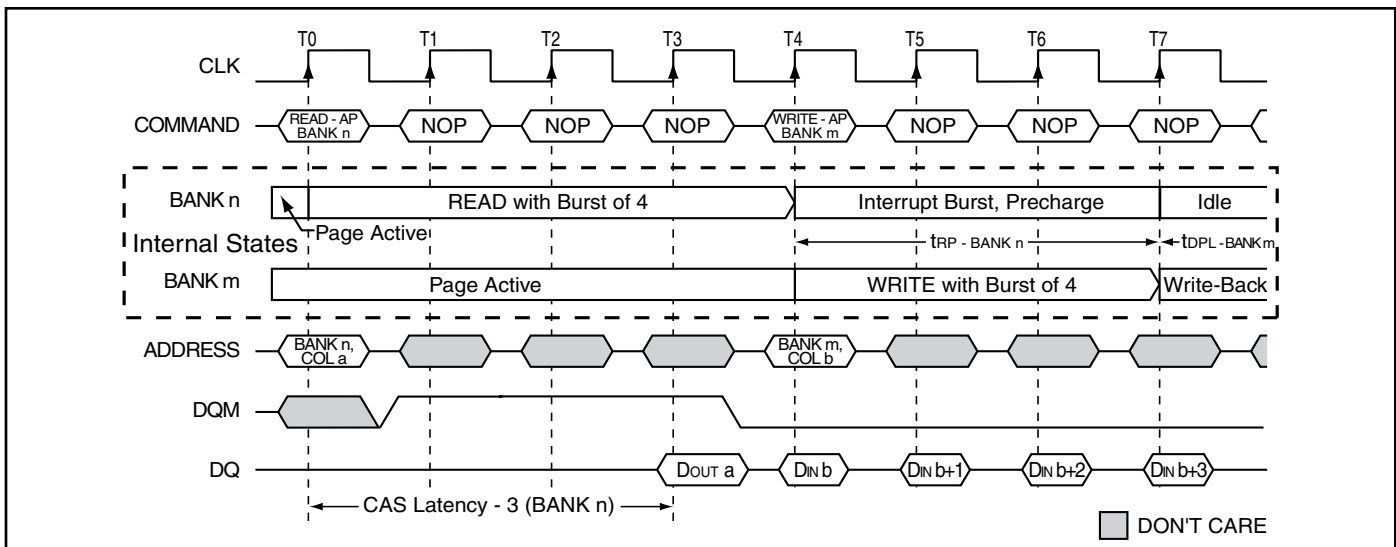 T0 T1 T2 T3 T4 T5 T6 T7
CLK
COMMAND READ - AP BANK n NOP NOP NOP WRITE - AP BANK m NOP NOP NOP
BANK n READ with Burst of 4 Interrupt Burst, Precharge Idle
Page Active
Internal States
tRP - BANK n tDPL - BANK m
BANK m Page Active WRITE with Burst of 4 Write-Back
ADDRESS BANK n, COL a BANK m, COL b
DQM
DQ DOUT a DIN b DIN b+1 DIN b+2 DIN b+3
CAS Latency - 3 (BANK n)
DON'T CARE